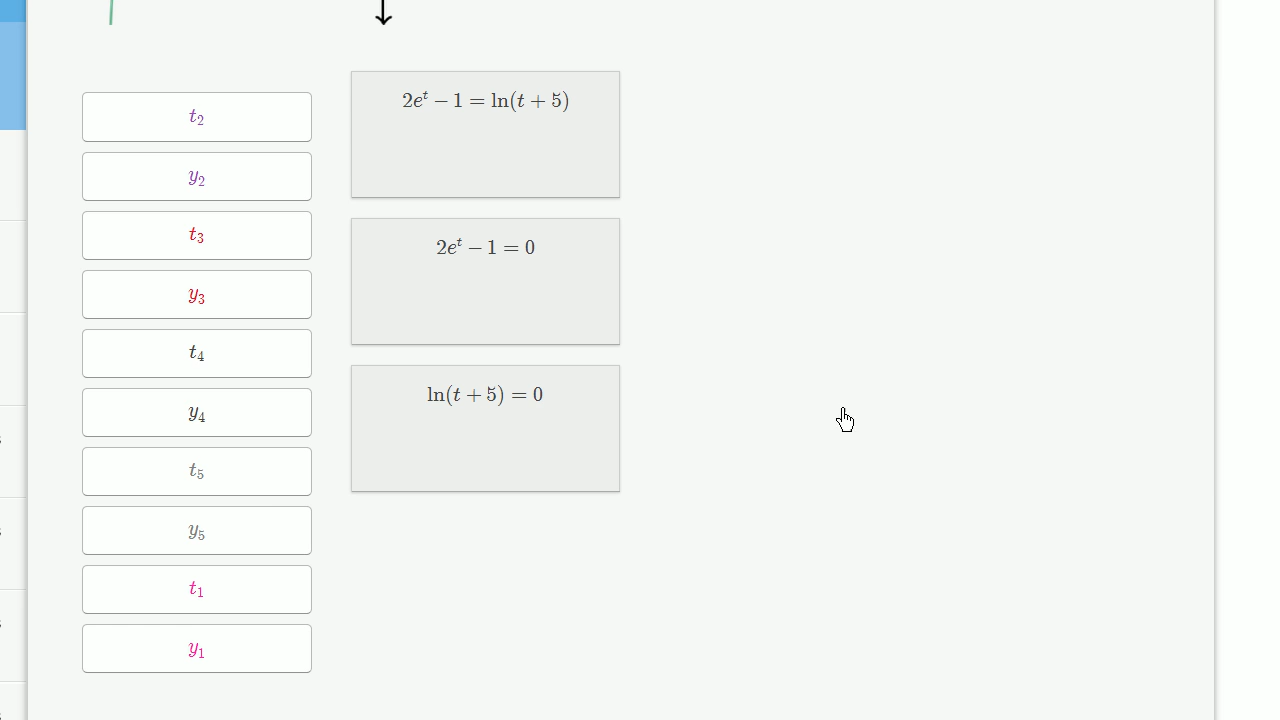 t₂
y₂
t₃
y₃
t₄
y₄
t₅
y₅
t₁
y₁
2eᵗ − 1 = ln(t + 5)
2eᵗ − 1 = 0
ln(t + 5) = 0